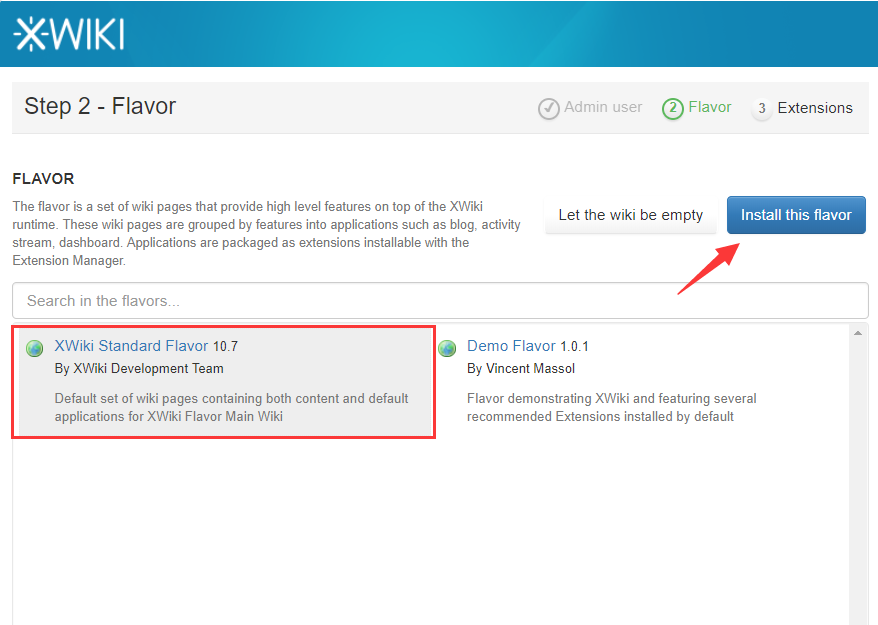 XWIKI
Step 2 - Flavor
Admin user
2 Flavor
3 Extensions
FLAVOR
The flavor is a set of wiki pages that provide high level features on top of the XWiki
runtime. These wiki pages are grouped by features into applications such as blog, activity
stream, dashboard. Applications are packaged as extensions installable with the
Extension Manager.
Let the wiki be empty
Install this flavor
Search in the flavors...
XWiki Standard Flavor 10.7
By XWiki Development Team
Default set of wiki pages containing both content and default
applications for XWiki Flavor Main Wiki
Demo Flavor 1.0.1
By Vincent Massol
Flavor demonstrating XWiki and featuring several
recommended Extensions installed by default